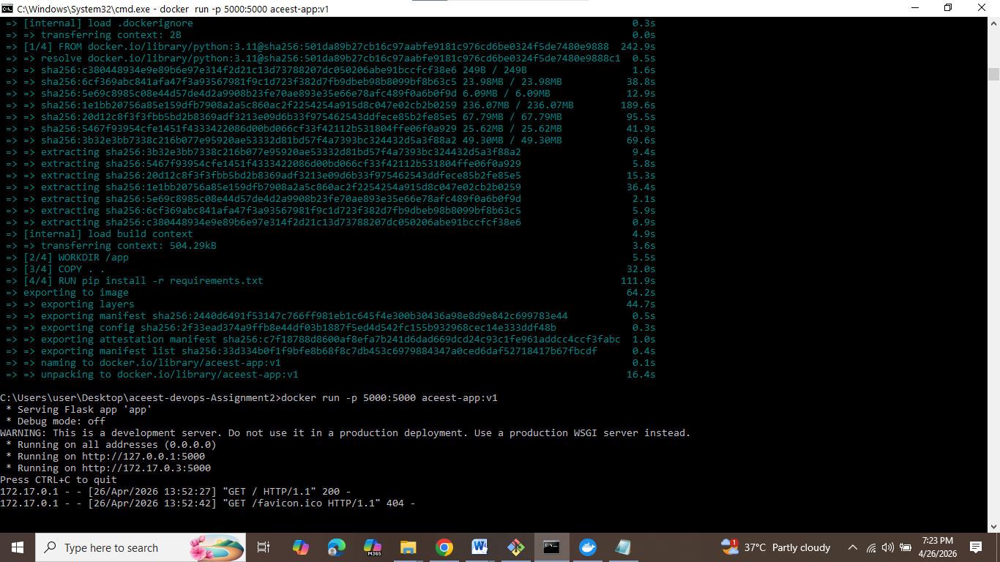 C:\Windows\System32\cmd.exe - docker run -p 5000:5000 aceest-app:v1
=> [internal] load .dockerignore 0.3s
=> => transferring context: 2B 0.0s
=> [1/4] FROM docker.io/library/python:3.11@sha256:501da89b27cb16c97aabfe9181c976cd6be0324f5de7480e9888 242.9s
=> => resolve docker.io/library/python:3.11@sha256:501da89b27cb16c97aabfe9181c976cd6be0324f5de7480e9888c1 0.5s
=> => sha256:c380448934e9e89b6e97e314f2d21c13d73788207dc050206abe91bccfcf38e6 249B / 249B 1.6s
=> => sha256:6cf369abc841afa47f3a93567981f9c1d723f382d7fb9dbeb98b8099bf8b63c5 23.98MB / 23.98MB 38.8s
=> => sha256:5e69c8985c08e44d57de4d2a9908b23fe70ae893e35e66e78afc489f0a6b0f9d 6.09MB / 6.09MB 12.9s
=> => sha256:1e1bb20756a85e159dfb7908a2a5c860ac2f2254254a915d8c047e02cb2b0259 236.07MB / 236.07MB 189.6s
=> => sha256:20d12c8f3f3fbb5bd2b8369adf3213e09d6b33f975462543ddfece85b2fe85e5 67.79MB / 67.79MB 95.5s
=> => sha256:5467f93954cfe1451f4333422086d00bd066cf33f42112b531804ffe06f0a929 25.62MB / 25.62MB 41.9s
=> => sha256:3b32e3bb7338c216b077e95920ae53332d81bd57f4a7393bc324432d5a3f88a2 49.30MB / 49.30MB 69.6s
=> => extracting sha256:3b32e3bb7338c216b077e95920ae53332d81bd57f4a7393bc324432d5a3f88a2 9.4s
=> => extracting sha256:5467f93954cfe1451f4333422086d00bd066cf33f42112b531804ffe06f0a929 5.8s
=> => extracting sha256:20d12c8f3f3fbb5bd2b8369adf3213e09d6b33f975462543ddfece85b2fe85e5 15.3s
=> => extracting sha256:1e1bb20756a85e159dfb7908a2a5c860ac2f2254254a915d8c047e02cb2b0259 36.4s
=> => extracting sha256:5e69c8985c08e44d57de4d2a9908b23fe70ae893e35e66e78afc489f0a6b0f9d 2.1s
=> => extracting sha256:6cf369abc841afa47f3a93567981f9c1d723f382d7fb9dbeb98b8099bf8b63c5 5.9s
=> => extracting sha256:c380448934e9e89b6e97e314f2d21c13d73788207dc050206abe91bccfcf38e6 0.9s
=> [internal] load build context 4.9s
=> => transferring context: 504.29kB 3.6s
=> [2/4] WORKDIR /app 5.5s
=> [3/4] COPY . . 32.0s
=> [4/4] RUN pip install -r requirements.txt 111.9s
=> exporting to image 64.2s
=> => exporting layers 44.7s
=> => exporting manifest sha256:2440d6491f53147c766ff981eb1c645f4e300b30436a98e8d9e842c699783e44 0.5s
=> => exporting config sha256:2f33ead374a9ffb8e44df03b1887f5ed4d542fc155b932968cec14e333ddf48b 0.3s
=> => exporting attestation manifest sha256:c7f18788d8600af8efa7b241d6dad669dcd24c93c1fe961addcc4ccf3fabc 1.0s
=> => exporting manifest list sha256:33d334b0f1f9bfe8b68f8c7db453c6979884347a0ced6daf52718417b67fbcdf 0.4s
=> => naming to docker.io/library/aceest-app:v1 0.1s
=> => unpacking to docker.io/library/aceest-app:v1 16.4s
C:\Users\user\Desktop\aceest-devops-Assignment2>docker run -p 5000:5000 aceest-app:v1
* Serving Flask app 'app'
* Debug mode: off
WARNING: This is a development server. Do not use it in a production deployment. Use a production WSGI server instead.
* Running on all addresses (0.0.0.0)
* Running on http://127.0.0.1:5000
* Running on http://172.17.0.3:5000
Press CTRL+C to quit
172.17.0.1 - - [26/Apr/2026 13:52:27] "GET / HTTP/1.1" 200 -
172.17.0.1 - - [26/Apr/2026 13:52:42] "GET /favicon.ico HTTP/1.1" 404 -
Type here to search
M365
1
37°C Partly cloudy
7:23 PM
4/26/2026